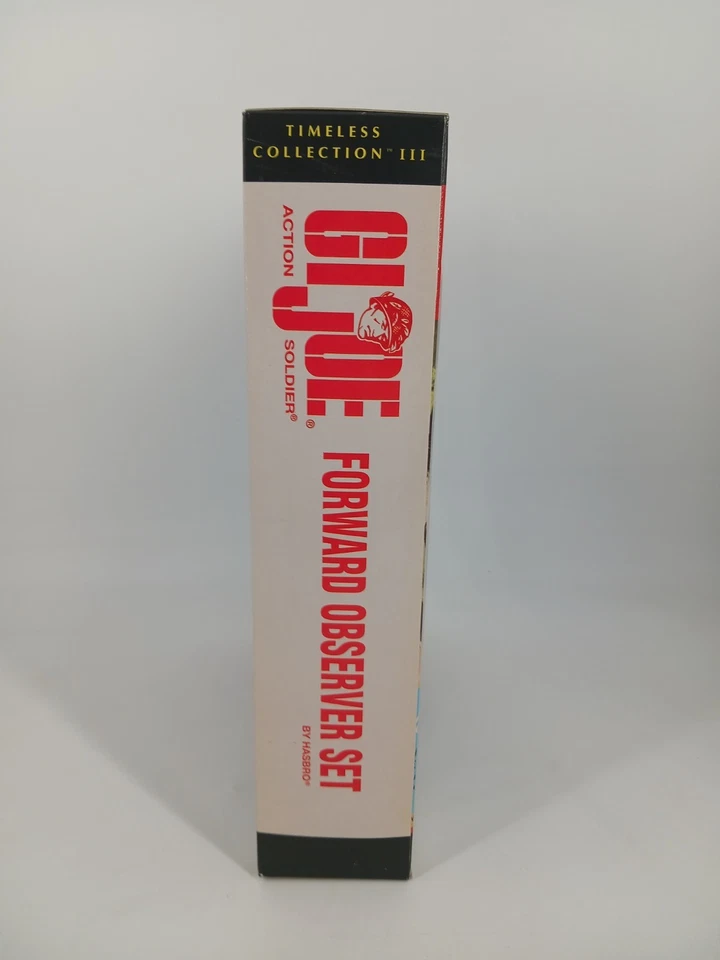 TIMELESS
COLLECTION™ III
GI JOE®
ACTION SOLDIER®
FORWARD OBSERVER SET
BY HASBRO®